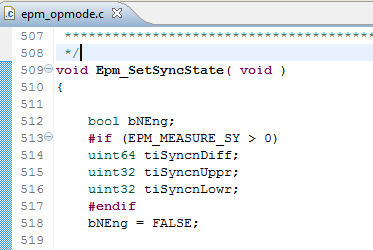 epm_opmode.c
507 *****************************************
508 */
509 void Epm_SetSyncState( void )
510 {
511
512 bool bNEng;
513 #if (EPM_MEASURE_SY > 0)
514 uint64 tiSyncnDiff;
515 uint32 tiSyncnUppr;
516 uint32 tiSyncnLowr;
517 #endif
518 bNEng = FALSE;